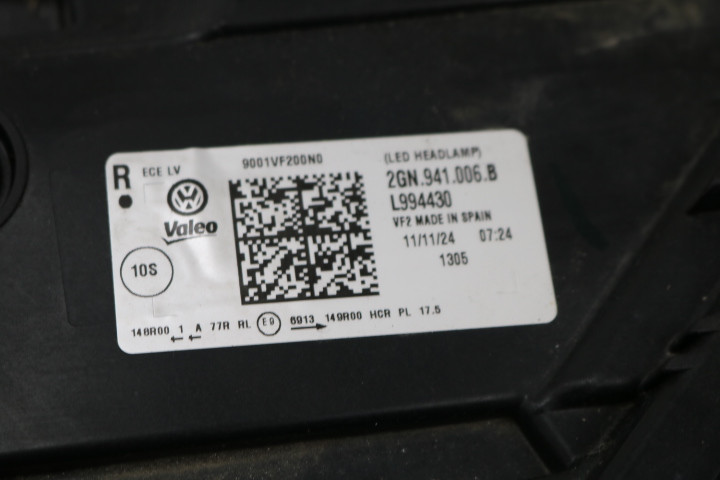 R
ECE LV
9001VF200N0
(LED HEADLAMP)
2GN.941.006.B
L994430
VF2 MADE IN SPAIN
11/11/24 07:24
1305
Valeo
10S
148R00 1 A 77R RL E9 6913 149R00 HCR PL 17.5